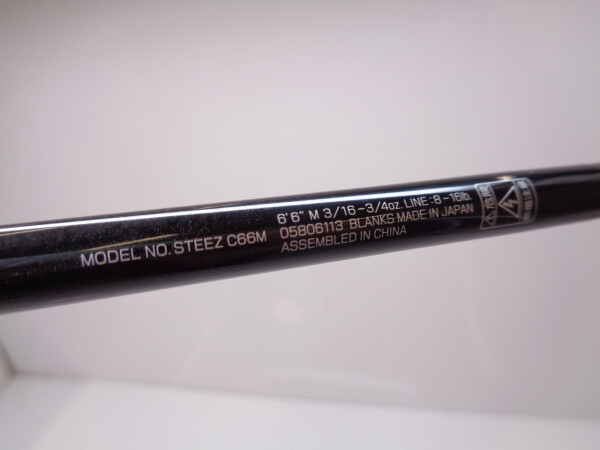 MODEL NO. STEEZ C66M
6'6" M 3/16-3/4oz. LINE:8-16lb.
05806113 BLANKS MADE IN JAPAN
ASSEMBLED IN CHINA